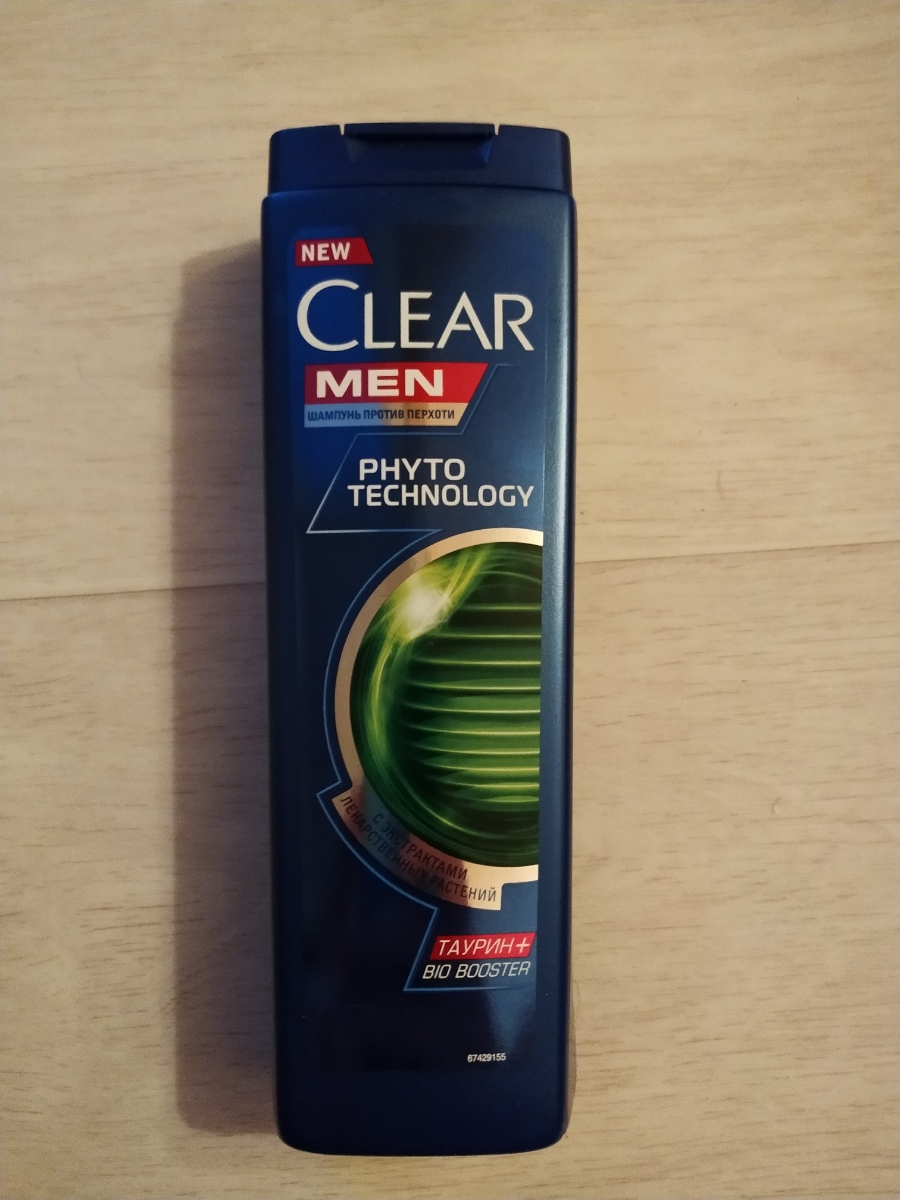 NEW
CLEAR
MEN
ШАМПУНЬ ПРОТИВ ПЕРХОТИ
PHYTO
TECHNOLOGY
С ЭКСТРАКТАМИ
ЛЕКАРСТВЕННЫХ РАСТЕНИЙ
ТАУРИН+
BIO BOOSTER
67429155